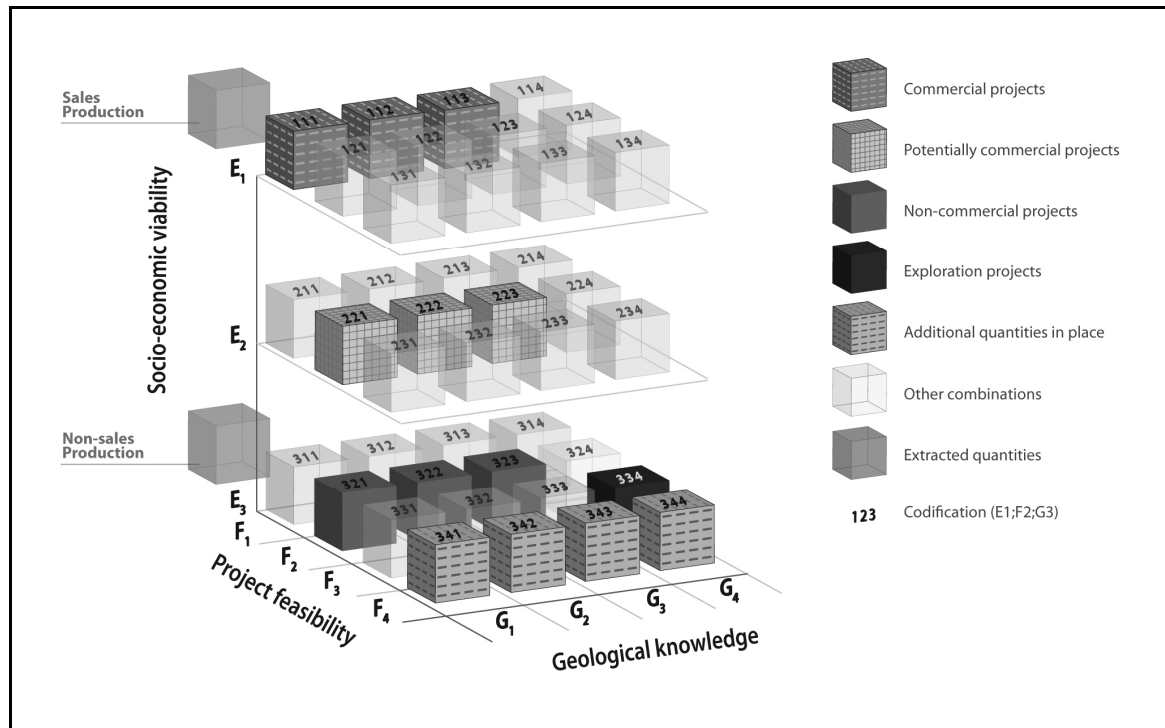 Sales
Production
Socio-economic viability
E1
111
112
113
114
121
122
123
124
131
132
133
134
E2
211
212
213
214
221
222
223
224
231
232
233
234
Non-sales
Production
E3
311
312
313
314
321
322
323
324
331
332
333
334
341
342
343
344
F1
F2
F3
F4
Project feasibility
G1
G2
G3
G4
Geological knowledge
Commercial projects
Potentially commercial projects
Non-commercial projects
Exploration projects
Additional quantities in place
Other combinations
Extracted quantities
123 Codification (E1;F2;G3)